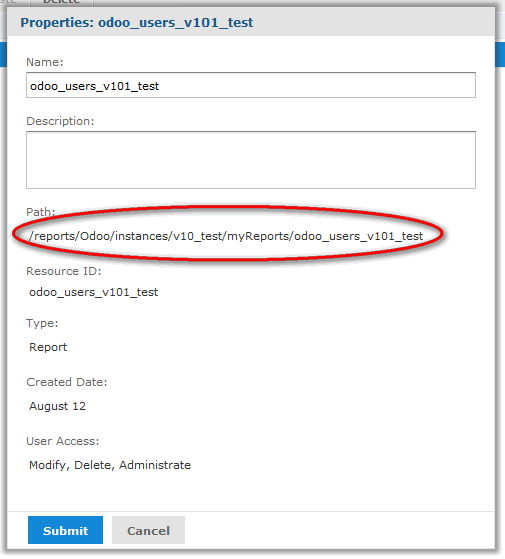 Delete
Properties: odoo_users_v101_test
Name:
odoo_users_v101_test
Description:
Path:
/reports/Odoo/instances/v10_test/myReports/odoo_users_v101_test
Resource ID:
odoo_users_v101_test
Type:
Report
Created Date:
August 12
User Access:
Modify, Delete, Administrate
Submit Cancel